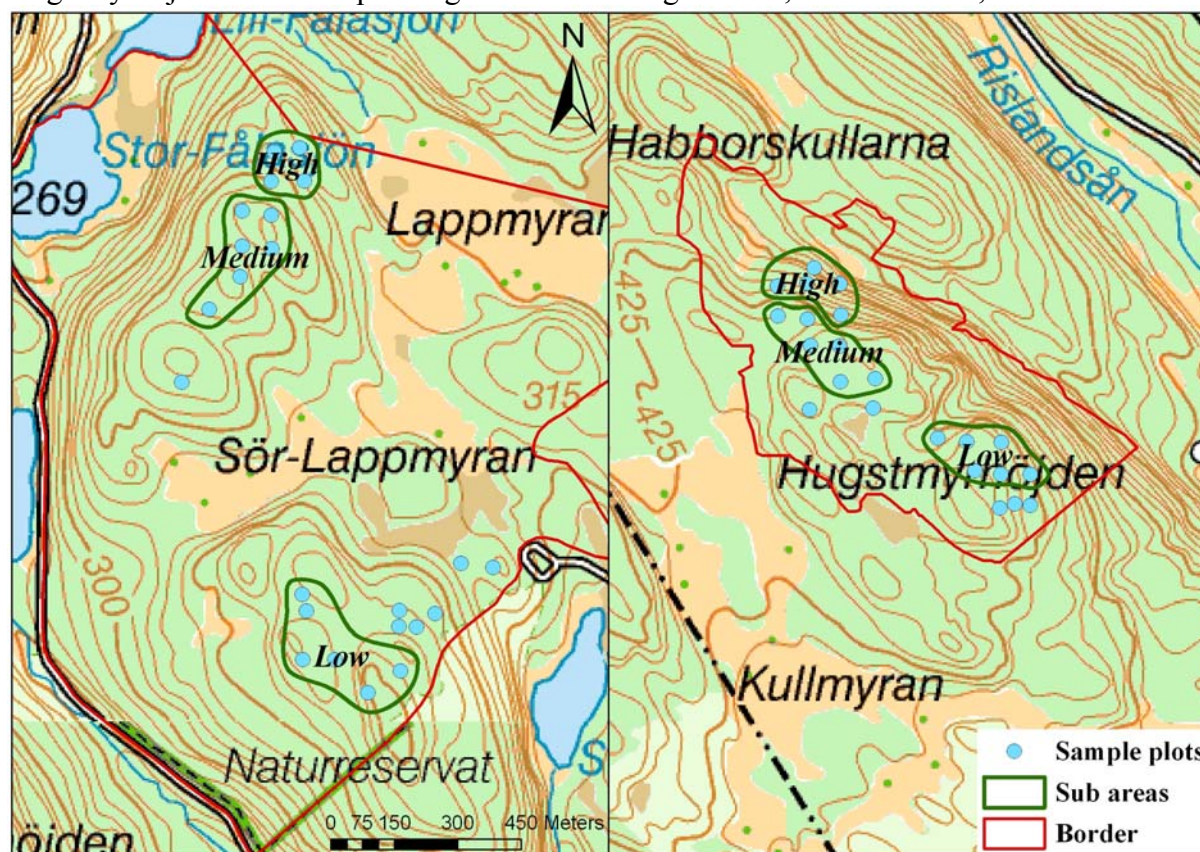 Stor-Fålasjön
High
269
Lappmyran
Medium
315
Sör-Lappmyran
300
Low
Naturreservat
0 75 150 300 450 Meters
N
Habborskullarna
Rislandsån
High
425
425
Medium
Low
Hugstmyrhöjden
Kullmyran
Sample plots
Sub areas
Border